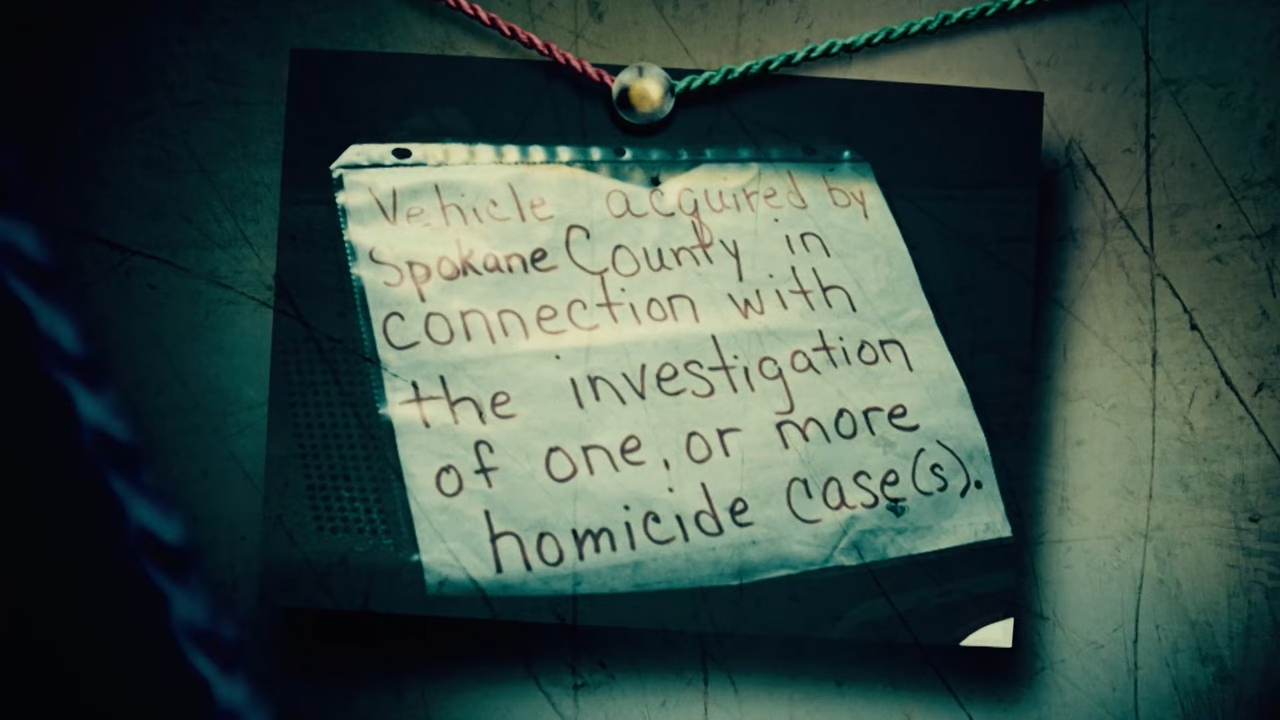 Vehicle acquired by
Spokane County in
connection with
the investigation
of one, or more
homicide case(s).